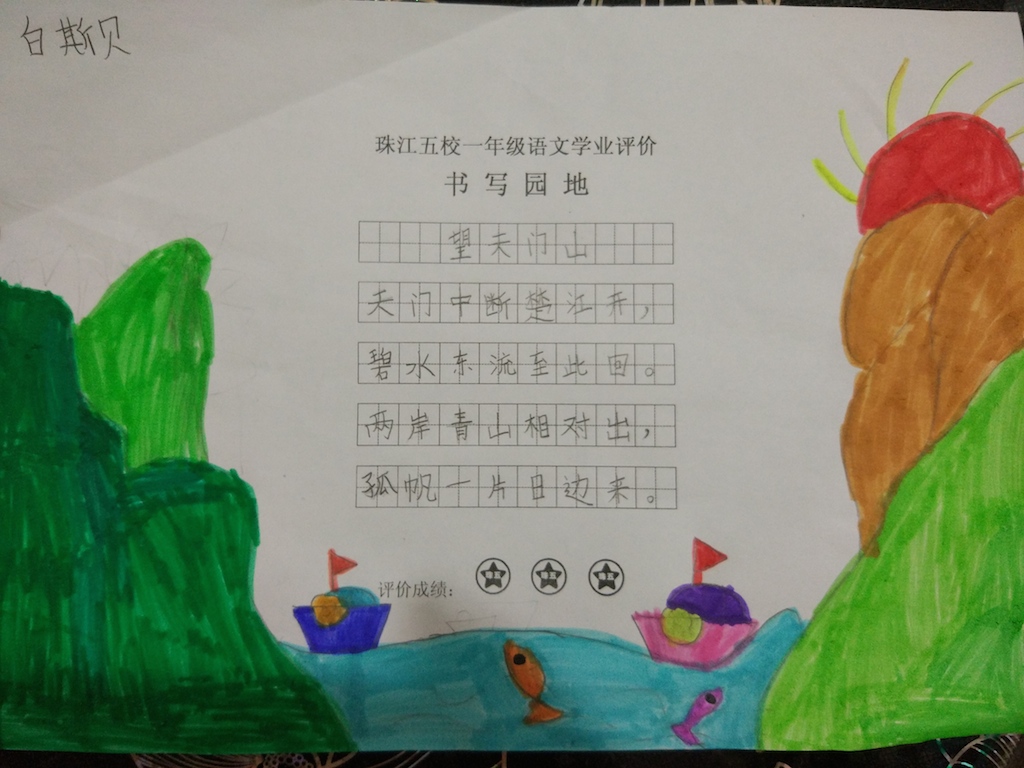 白斯贝
珠江五校一年级语文学业评价
书写园地
望天门山
天门中断楚江开，
碧水东流至此回。
两岸青山相对出，
孤帆一片日边来。
评价成绩：